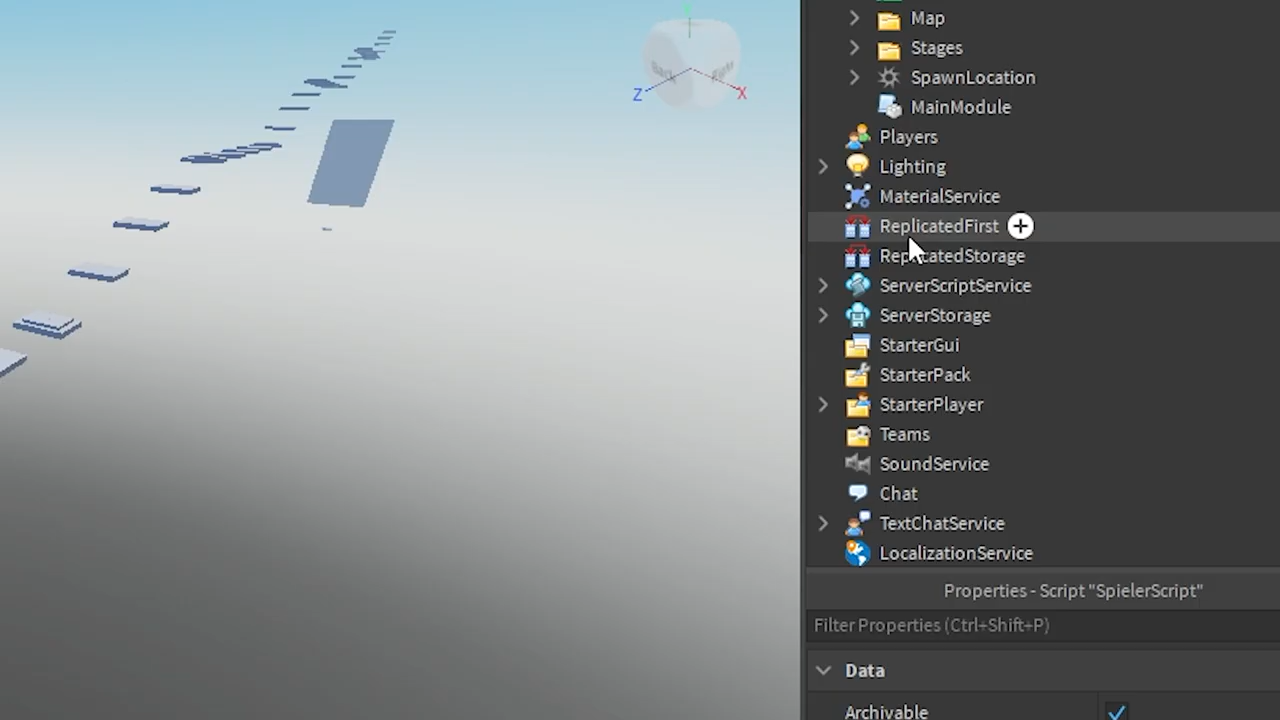 Map
Stages
SpawnLocation
MainModule
Players
Lighting
MaterialService
ReplicatedFirst
ReplicatedStorage
ServerScriptService
ServerStorage
StarterGui
StarterPack
StarterPlayer
Teams
SoundService
Chat
TextChatService
LocalizationService
Properties - Script "SpielerScript"
Filter Properties (Ctrl+Shift+P)
Data
Archivable
Z
X